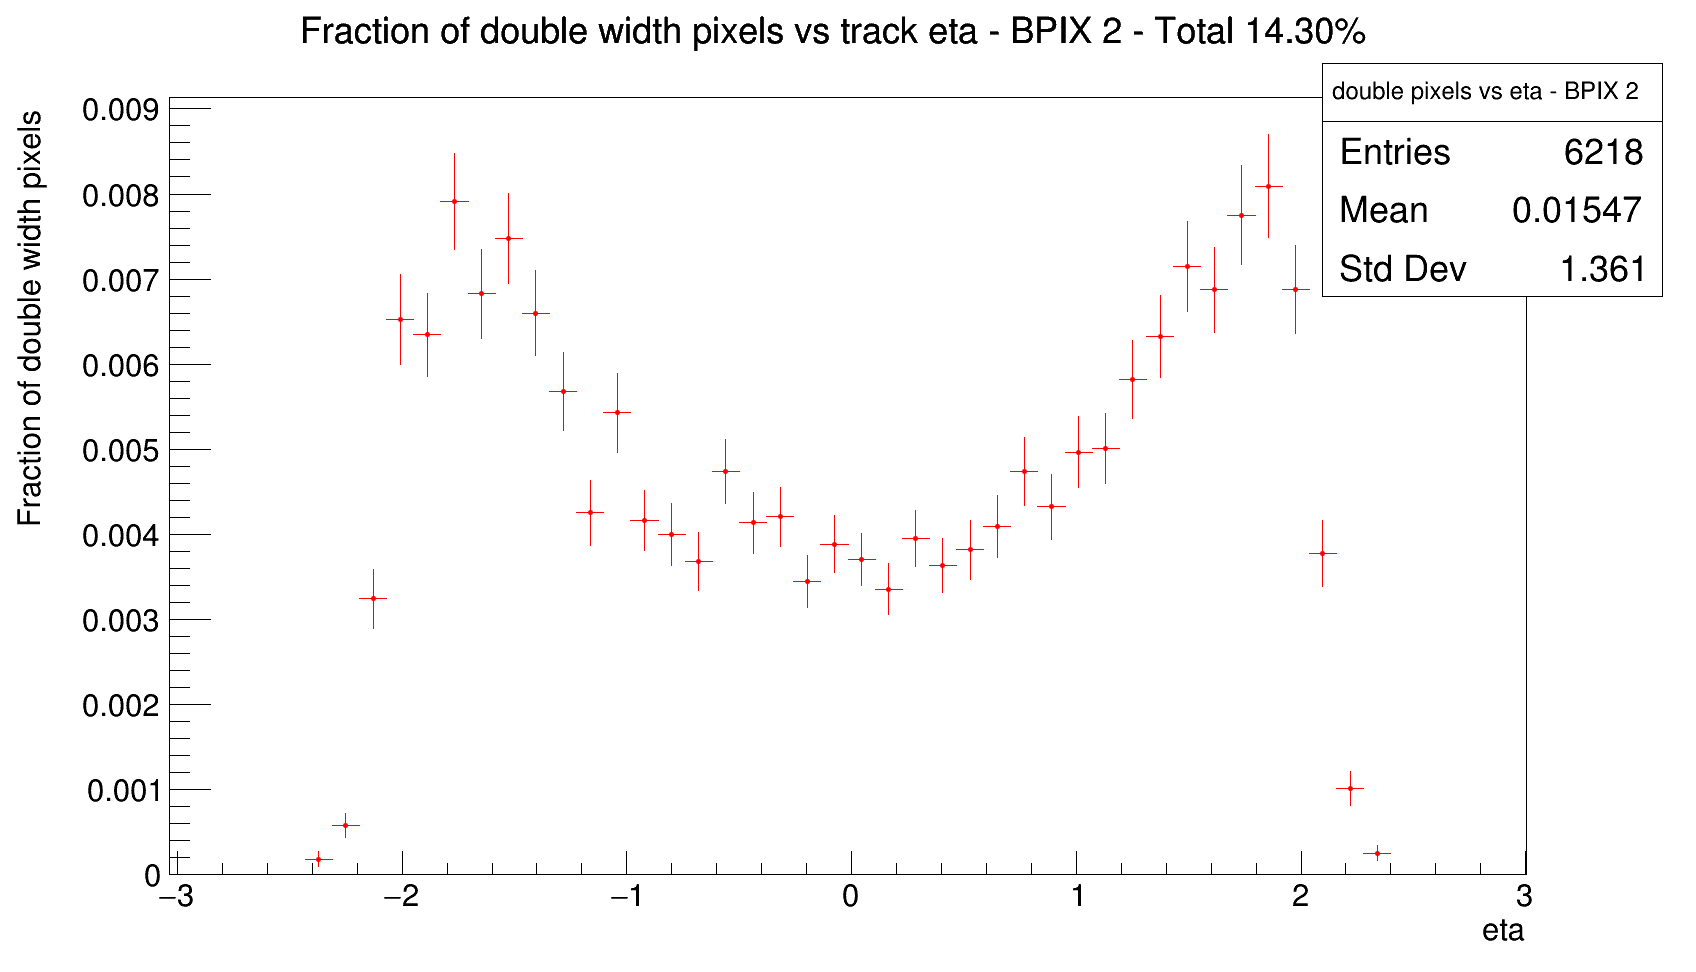 Fraction of double width pixels vs track eta - BPIX 2 - Total 14.30%
double pixels vs eta - BPIX 2
Entries 6218
Mean 0.01547
Std Dev 1.361
Fraction of double width pixels
0.009
0.008
0.007
0.006
0.005
0.004
0.003
0.002
0.001
0
−3 −2 −1 0 1 2 3
eta